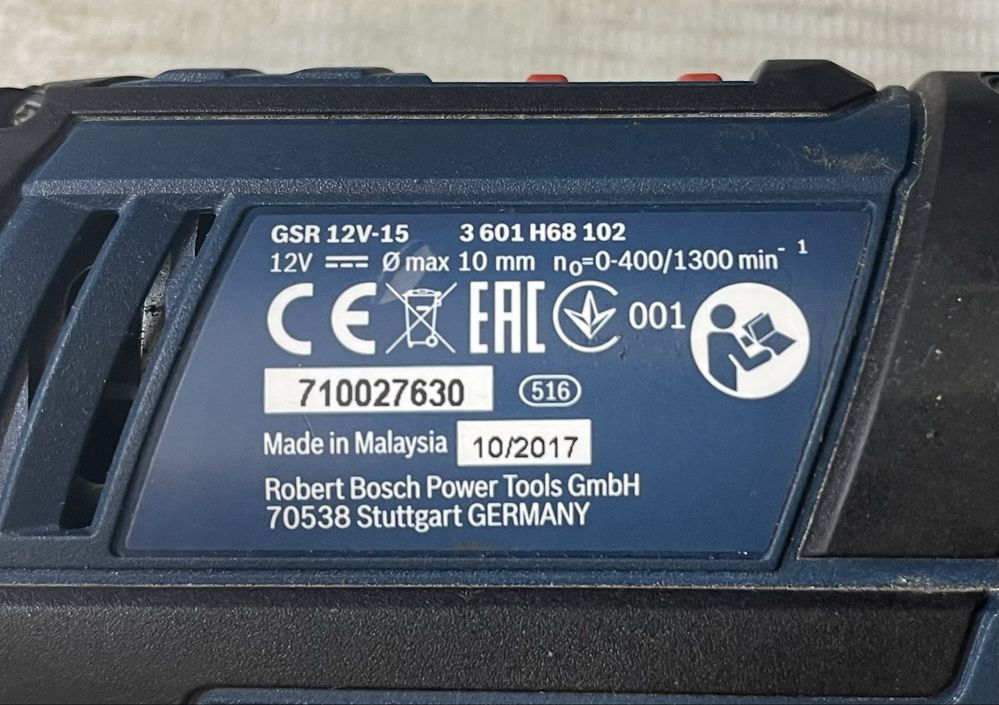 GSR 12V-15 3 601 H68 102
12V ⎓ Ø max 10 mm n₀=0-400/1300 min⁻¹
CE EAC 001
710027630 516
Made in Malaysia 10/2017
Robert Bosch Power Tools GmbH
70538 Stuttgart GERMANY